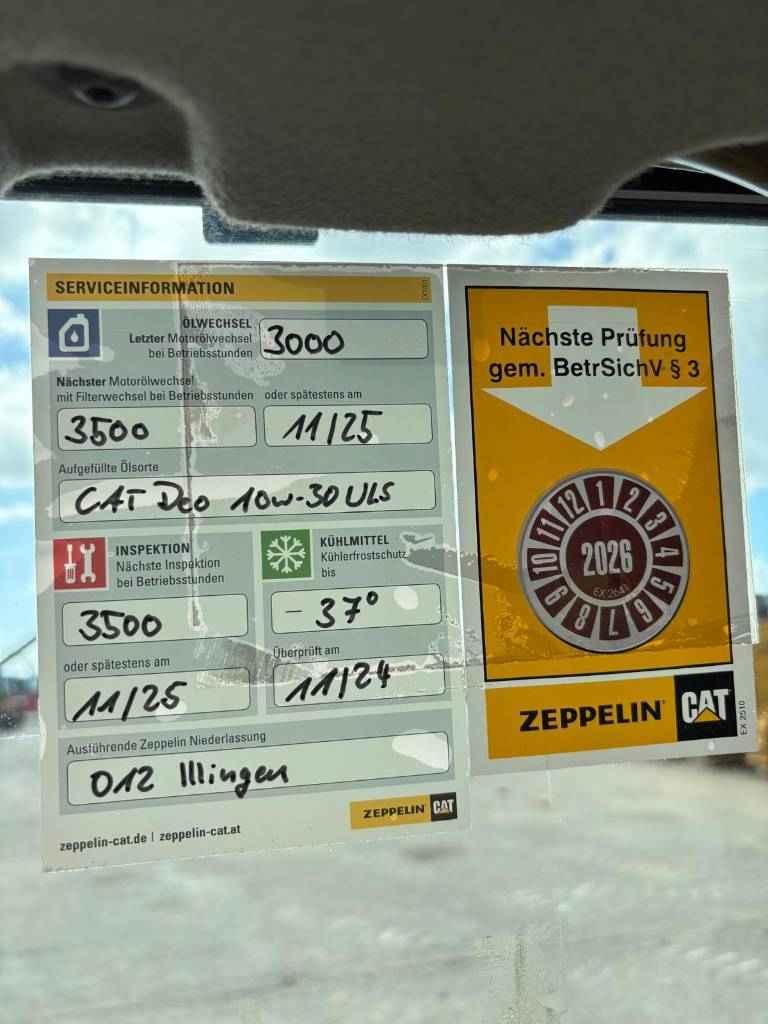 SERVICEINFORMATION
ÖLWECHSEL
Letzter Motorölwechsel
bei Betriebsstunden
3000
Nächster Motorölwechsel
mit Filterwechsel bei Betriebsstunden
oder spätestens am
3500
11/25
Aufgefüllte Ölsorte
CAT Deo 10w-30 ULS
INSPEKTION
Nächste Inspektion
bei Betriebsstunden
3500
oder spätestens am
11/25
KÜHLMITTEL
Kühlerfrostschutz
bis
- 37°
Überprüft am
11/24
Ausführende Zeppelin Niederlassung
012 Illingen
zeppelin-cat.de | zeppelin-cat.at
ZEPPELIN CAT
Nächste Prüfung
gem. BetrSichV § 3
1 2 3 4 5 6 7 8 9 10 11 12
2026
ZEPPELIN CAT
EX 2510